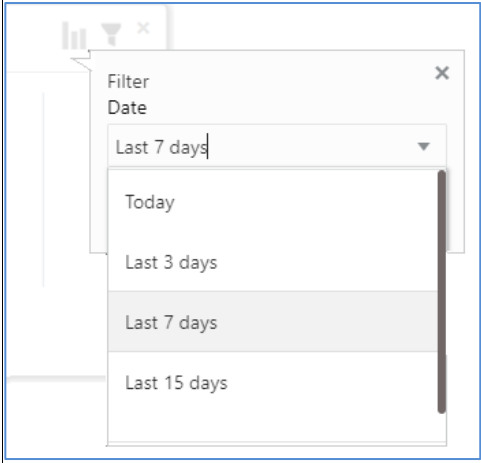 Filter
Date
Last 7 days
Today
Last 3 days
Last 7 days
Last 15 days